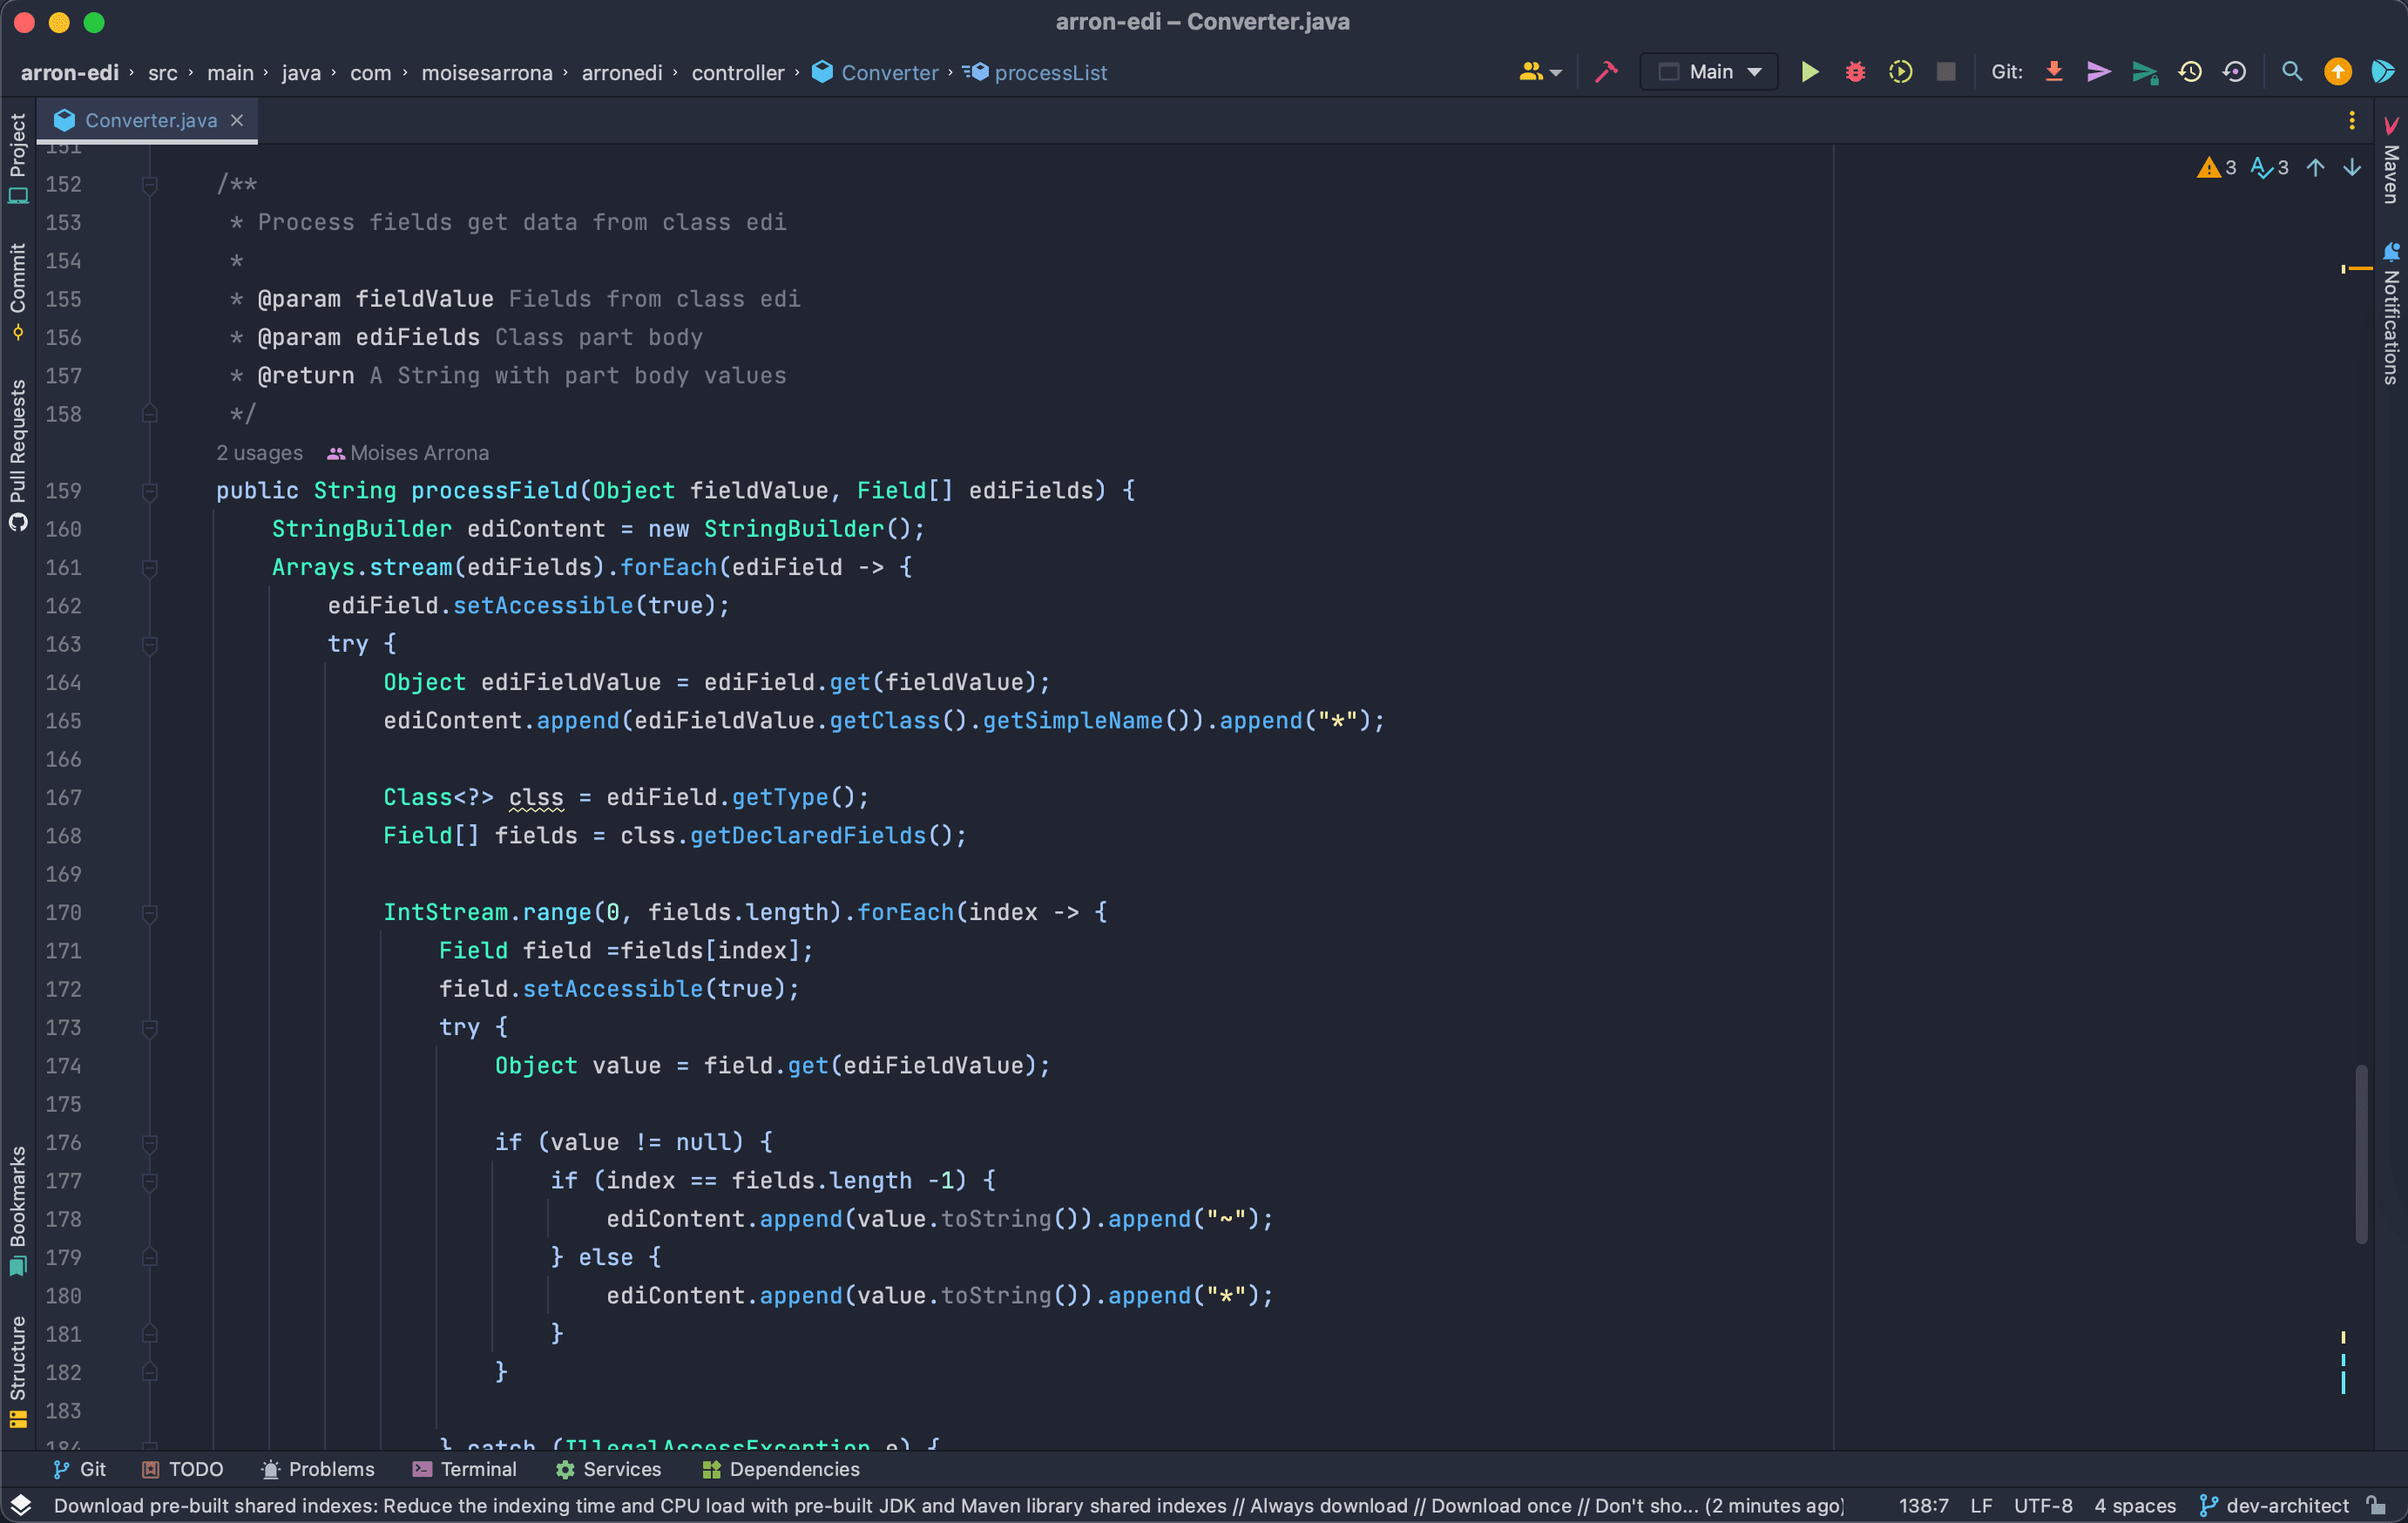 arron-edi – Converter.java
arron-edi › src › main › java › com › moisesarrona › arronedi › controller › Converter › processList
Main
Git:
Converter.java
3 3
Project
Commit
Pull Requests
Bookmarks
Structure
Maven
Notifications
151
152 /**
153 * Process fields get data from class edi
154 *
155 * @param fieldValue Fields from class edi
156 * @param ediFields Class part body
157 * @return A String with part body values
158 */
2 usages Moises Arrona
159 public String processField(Object fieldValue, Field[] ediFields) {
160 StringBuilder ediContent = new StringBuilder();
161 Arrays.stream(ediFields).forEach(ediField -> {
162 ediField.setAccessible(true);
163 try {
164 Object ediFieldValue = ediField.get(fieldValue);
165 ediContent.append(ediFieldValue.getClass().getSimpleName()).append("*");
166
167 Class<?> clss = ediField.getType();
168 Field[] fields = clss.getDeclaredFields();
169
170 IntStream.range(0, fields.length).forEach(index -> {
171 Field field =fields[index];
172 field.setAccessible(true);
173 try {
174 Object value = field.get(ediFieldValue);
175
176 if (value != null) {
177 if (index == fields.length -1) {
178 ediContent.append(value.toString()).append("~");
179 } else {
180 ediContent.append(value.toString()).append("*");
181 }
182 }
183
184 } catch (IllegalAccessException e) {
Git TODO Problems Terminal Services Dependencies
Download pre-built shared indexes: Reduce the indexing time and CPU load with pre-built JDK and Maven library shared indexes // Always download // Download once // Don't sho... (2 minutes ago) 138:7 LF UTF-8 4 spaces dev-architect